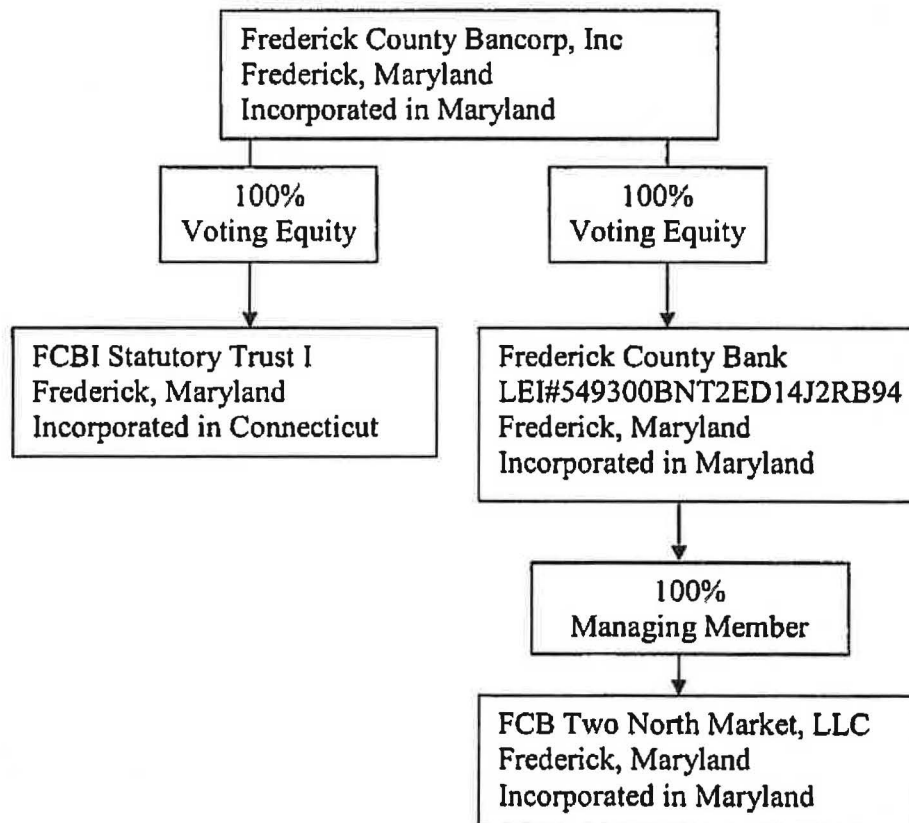 Frederick County Bancorp, Inc
Frederick, Maryland
Incorporated in Maryland
100%
Voting Equity
100%
Voting Equity
FCBI Statutory Trust I
Frederick, Maryland
Incorporated in Connecticut
Frederick County Bank
LEI#549300BNT2ED14J2RB94
Frederick, Maryland
Incorporated in Maryland
100%
Managing Member
FCB Two North Market, LLC
Frederick, Maryland
Incorporated in Maryland